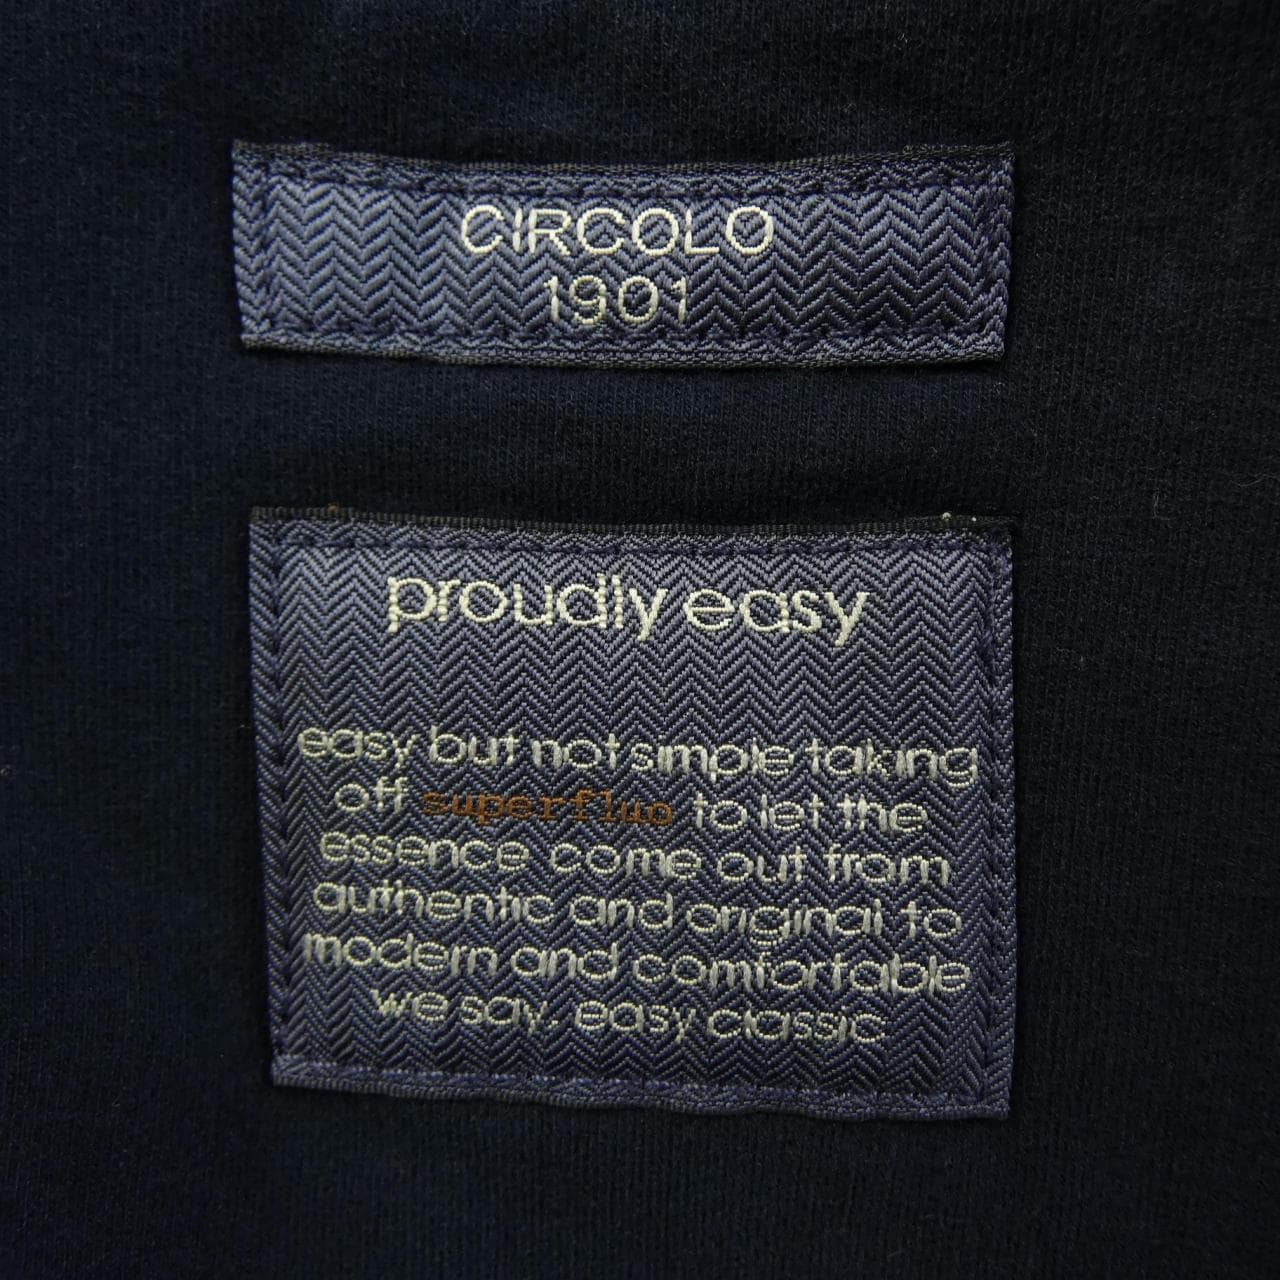 CIRCOLO
1901
proudly easy
easy but not simple taking
off superfluo to let the
essence come out from
authentic and original to
modern and comfortable
we say. easy classic